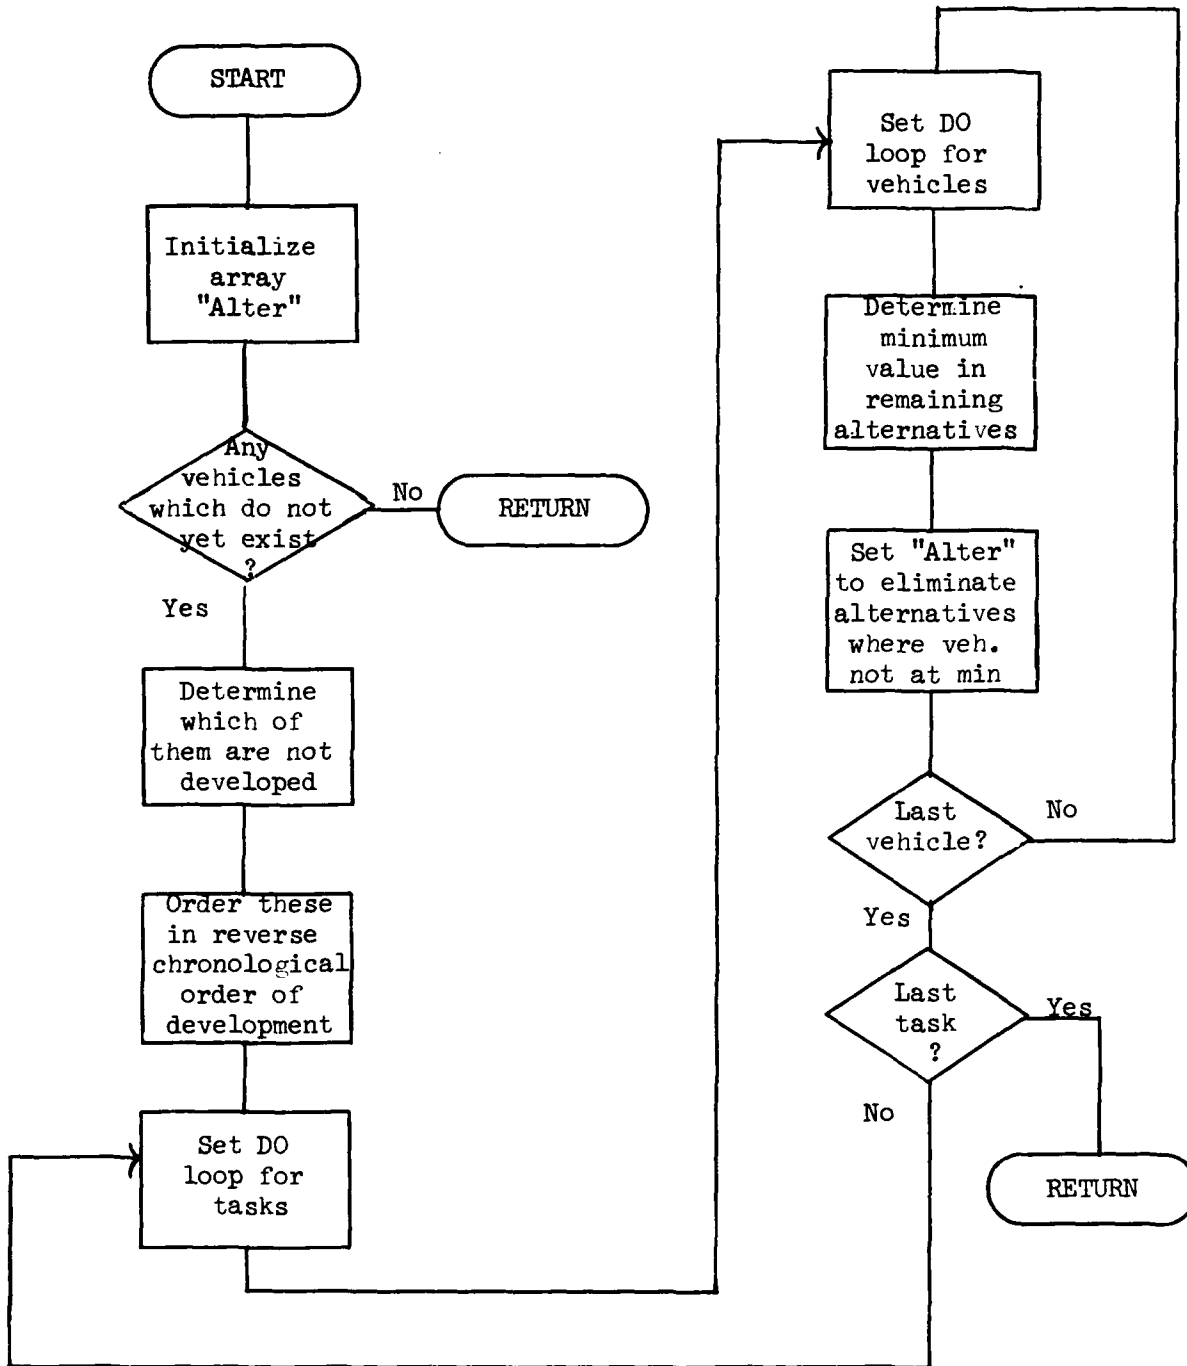 START
Initialize
array
"Alter"
Any
vehicles
which do not
yet exist
?
No
RETURN
Yes
Determine
which of
them are not
developed
Order these
in reverse
chronological
order of
development
Set DO
loop for
tasks
Set DO
loop for
vehicles
Determine
minimum
value in
remaining
alternatives
Set "Alter"
to eliminate
alternatives
where veh.
not at min
Last
vehicle?
No
Yes
Last
task
?
Yes
No
RETURN